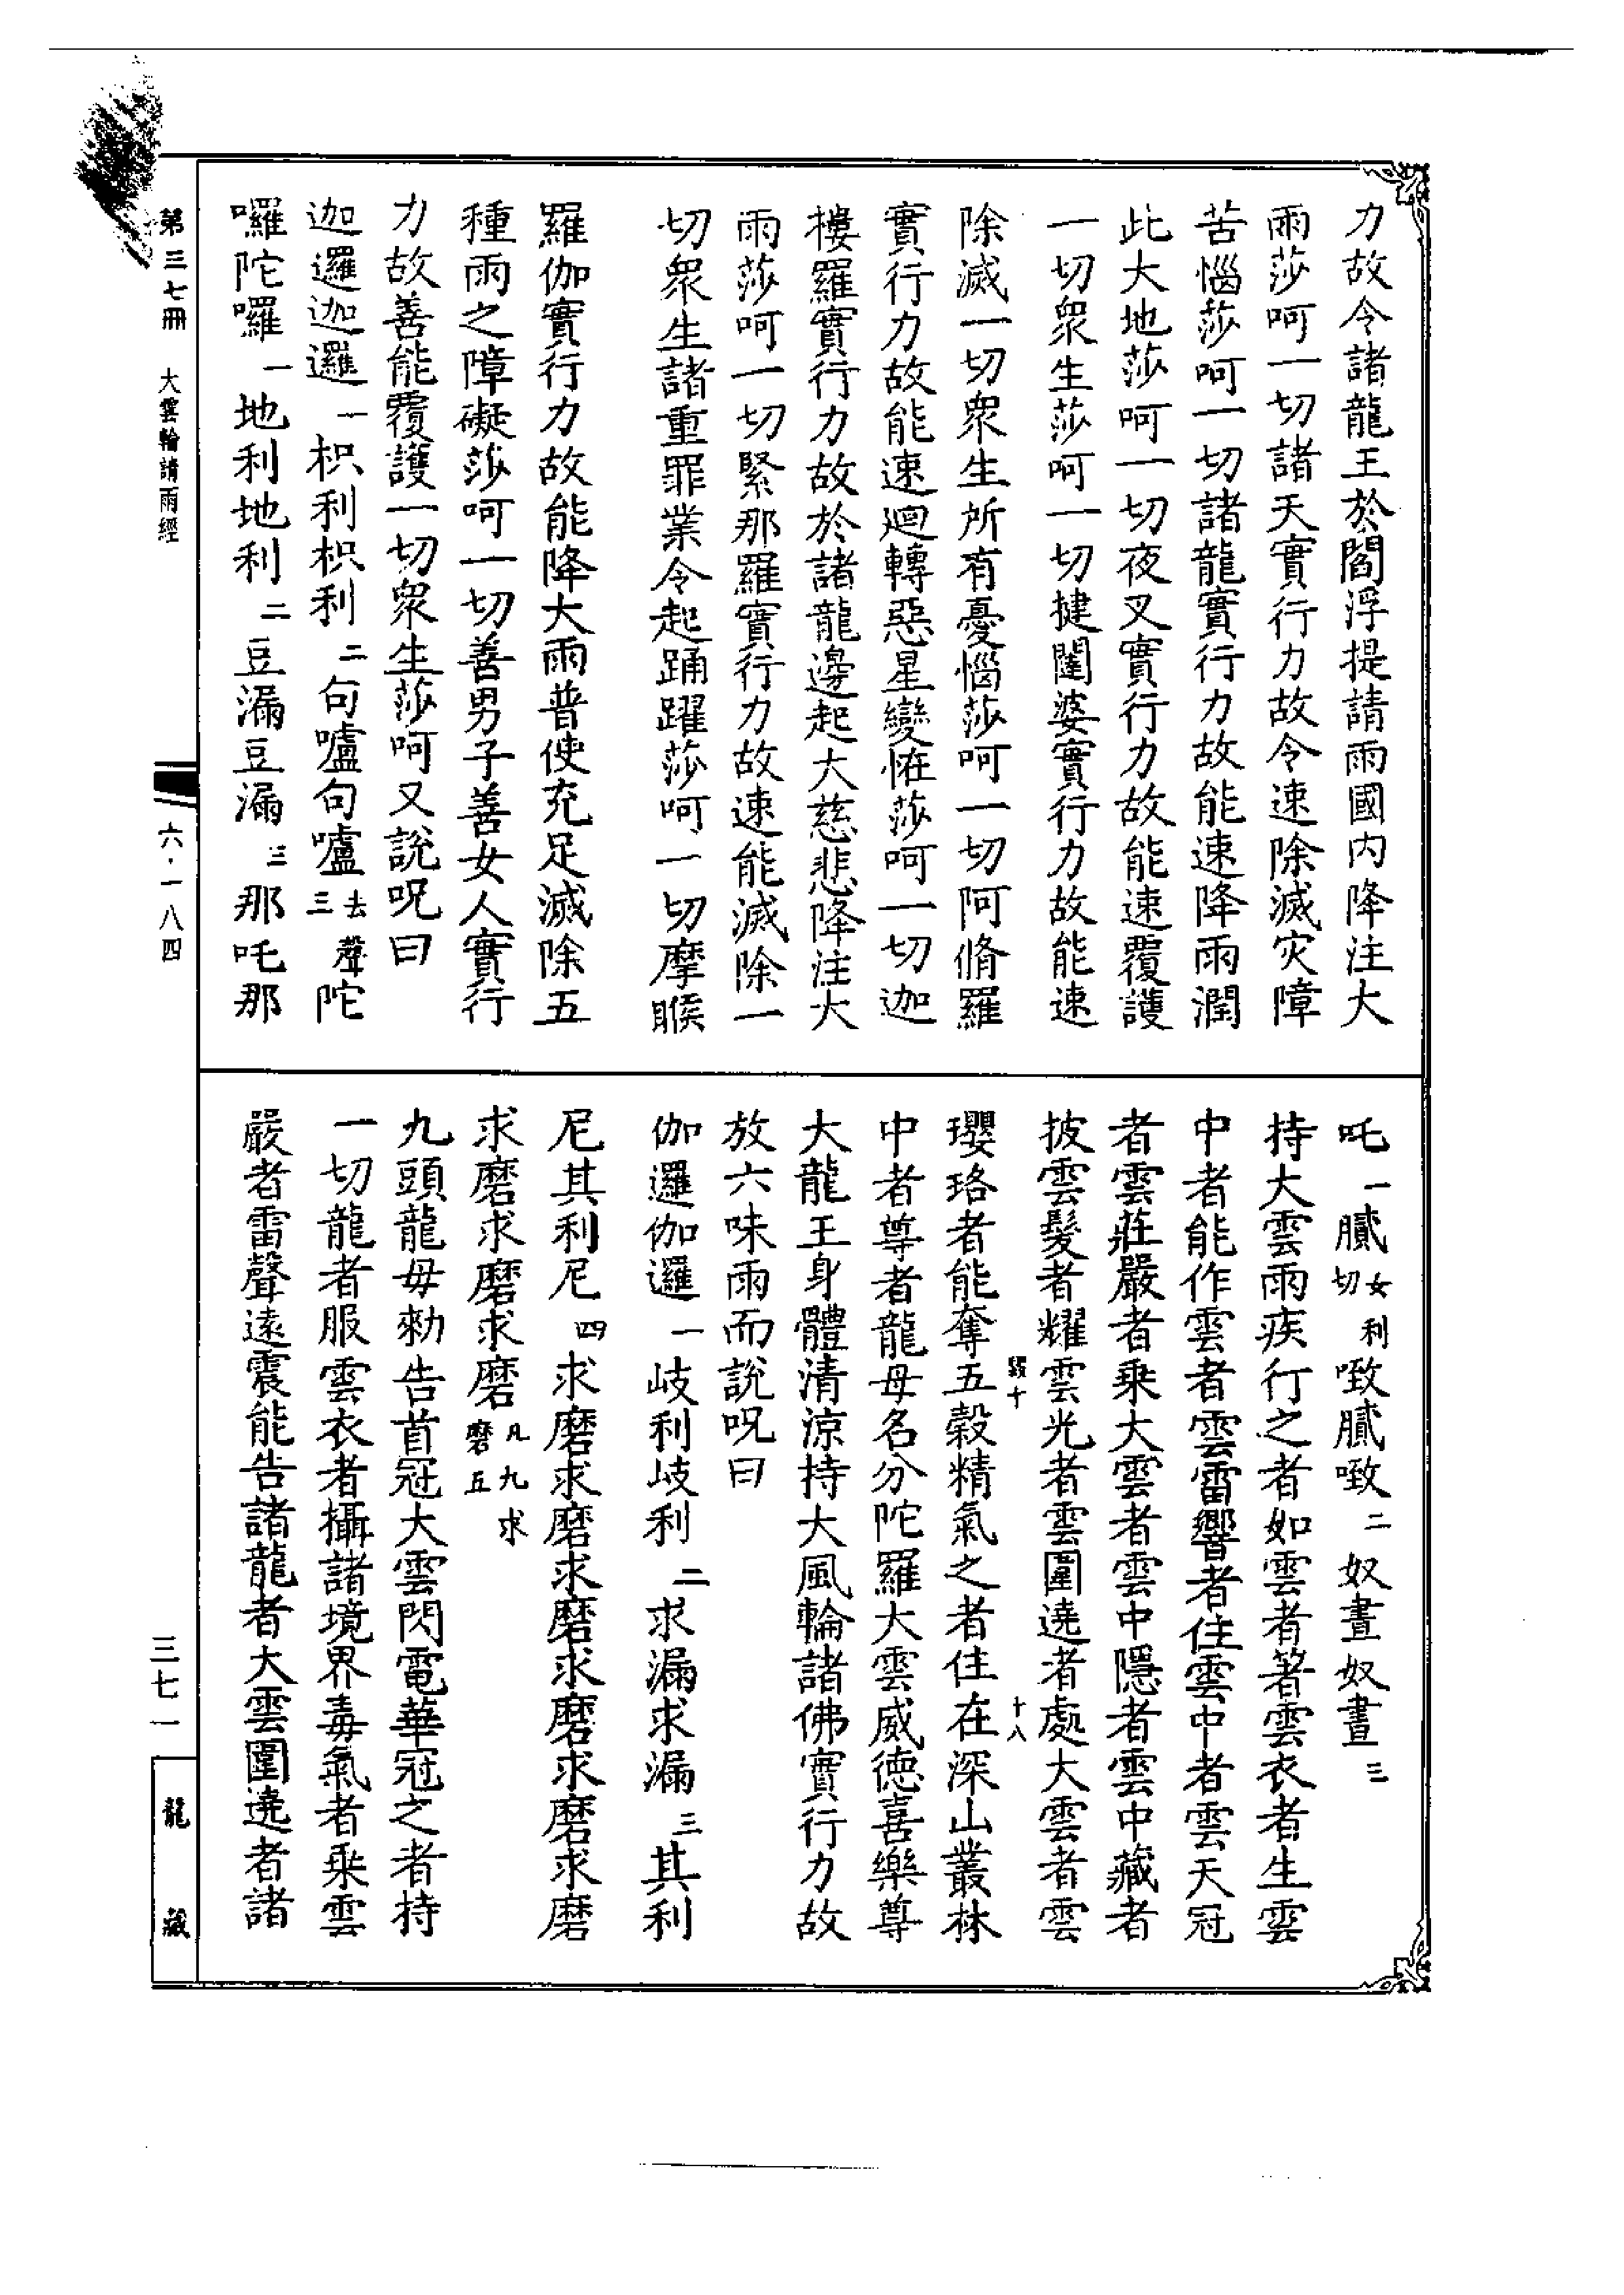 力故令諸龍王於閻浮提請雨國內降注大
雨莎呵一切諸天實行力故令速除滅灾障
苦惱莎呵一切諸龍實行力故能速降雨潤
此大地莎呵一切夜叉實行力故能速覆護
一切衆生莎呵一切揵闥婆實行力故能速
除滅一切衆生所有憂惱莎呵一切阿脩羅
實行力故能速迴轉惡星變恠莎呵一切迦
樓羅實行力故於諸龍邊起大慈悲降注大
雨莎呵一切緊那羅實行力故速能滅除一
切衆生諸重罪業令起踊躍莎呵一切摩睺
羅伽實行力故能降大雨普使充足滅除五
種雨之障礙莎呵一切善男子善女人實行
力故善能覆護一切衆生莎呵又說呪曰
迦邏迦邏一枳利枳利二句嚧句嚧去聲三陀
囉陀囉一地利地利二豆漏豆漏三那吒那
吒一膩女利切㗌膩㗌二奴晝奴晝三
持大雲雨疾行之者如雲者著雲衣者生雲
中者能作雲者雲雷響者住雲中者雲天冠
者雲莊嚴者乗大雲者雲中隱者雲中藏者
披雲髮者耀雲光者雲圍遶者處大雲者雲
瓔珞者能奪五穀精氣之者住在深山叢林
中者尊者龍母名分陀羅大雲威德喜樂尊
大龍王身體清涼持大風輪諸佛實行力故
放六味雨而說呪曰
伽邏伽邏一岐利岐利二求漏求漏三其利
尼其利尼四求磨求磨求磨求磨求磨求磨
求磨求磨求磨凡九求磨五
九頭龍母勑告首冠大雲閃電華冠之者持
一切龍者服雲衣者攝諸境界毒氣者乗雲
嚴者雷聲遠震能告諸龍者大雲圍遶者諸
十
十八
第三七冊
大雲輪請雨經
六·一八四
三七一
龍藏